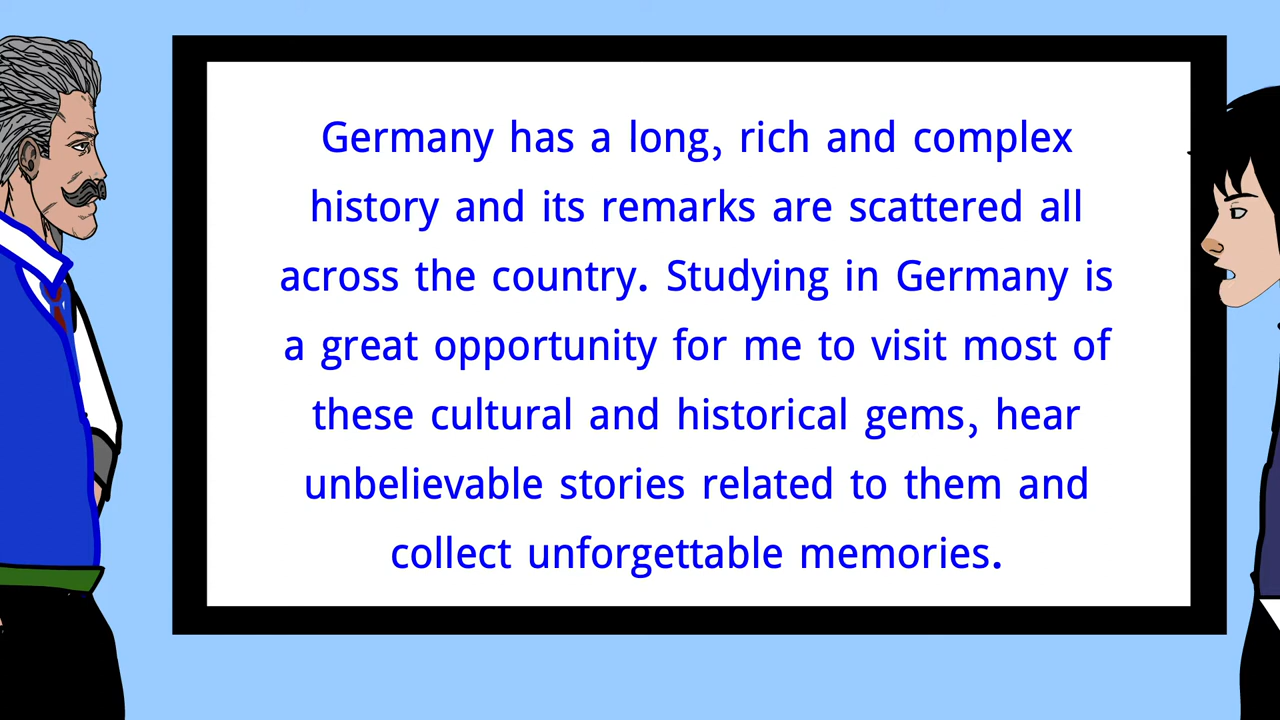 Germany has a long, rich and complex
history and its remarks are scattered all
across the country. Studying in Germany is
a great opportunity for me to visit most of
these cultural and historical gems, hear
unbelievable stories related to them and
collect unforgettable memories.